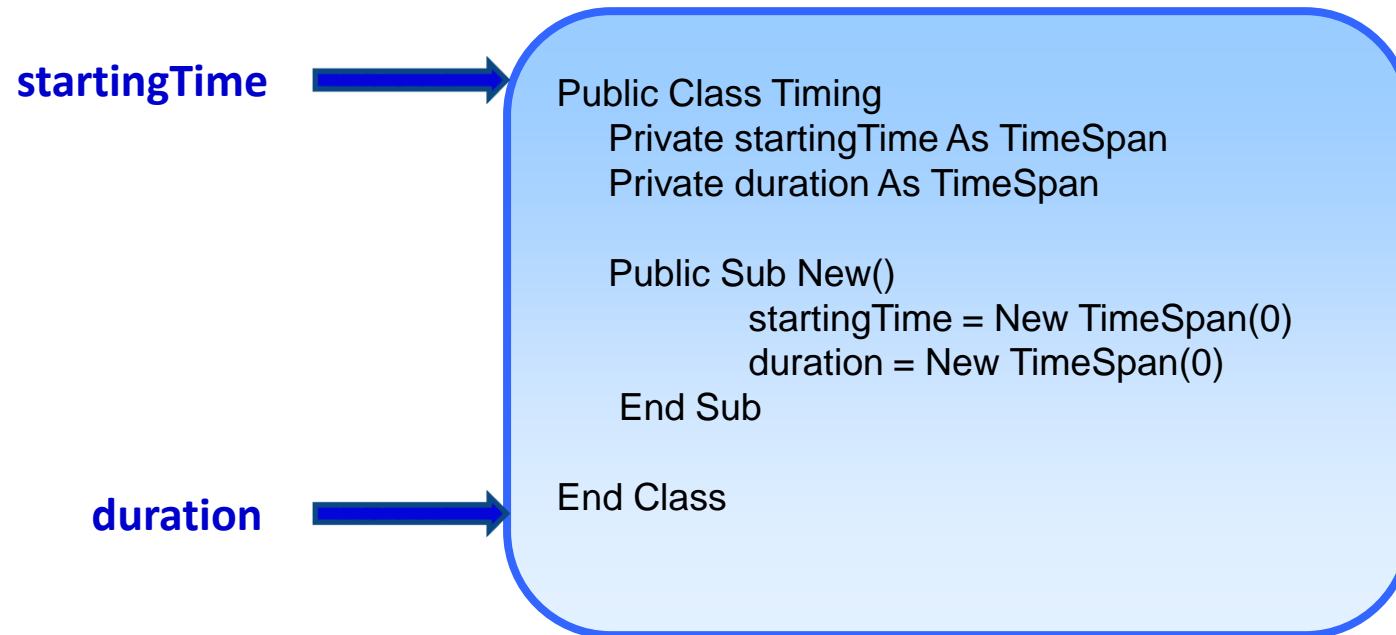 startingTime
Public Class Timing
Private startingTime As TimeSpan
Private duration As TimeSpan
Public Sub New()
startingTime = New TimeSpan(0)
duration = New TimeSpan(0)
End Sub
End Class
duration